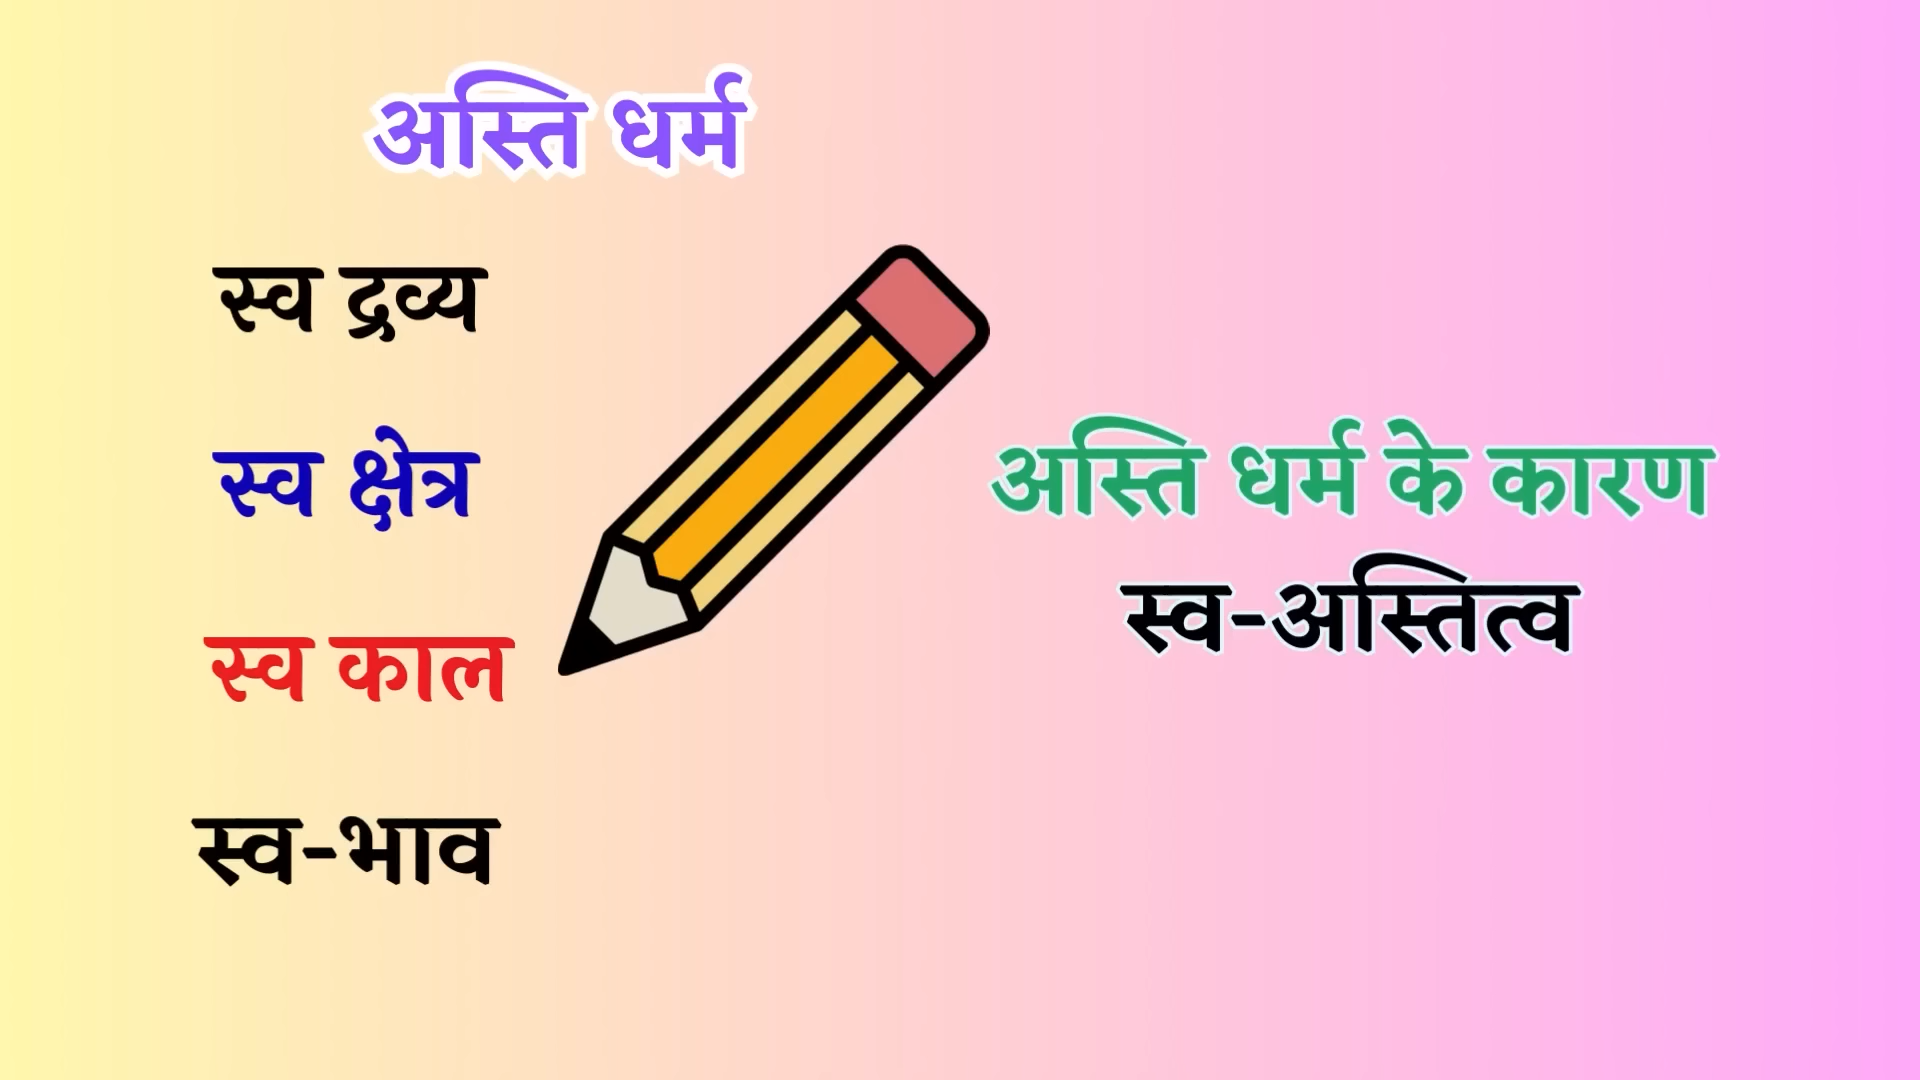 अस्ति धर्म
स्व द्रव्य
स्व क्षेत्र
स्व काल
स्व-भाव
अस्ति धर्म के कारण
स्व-अस्तित्व